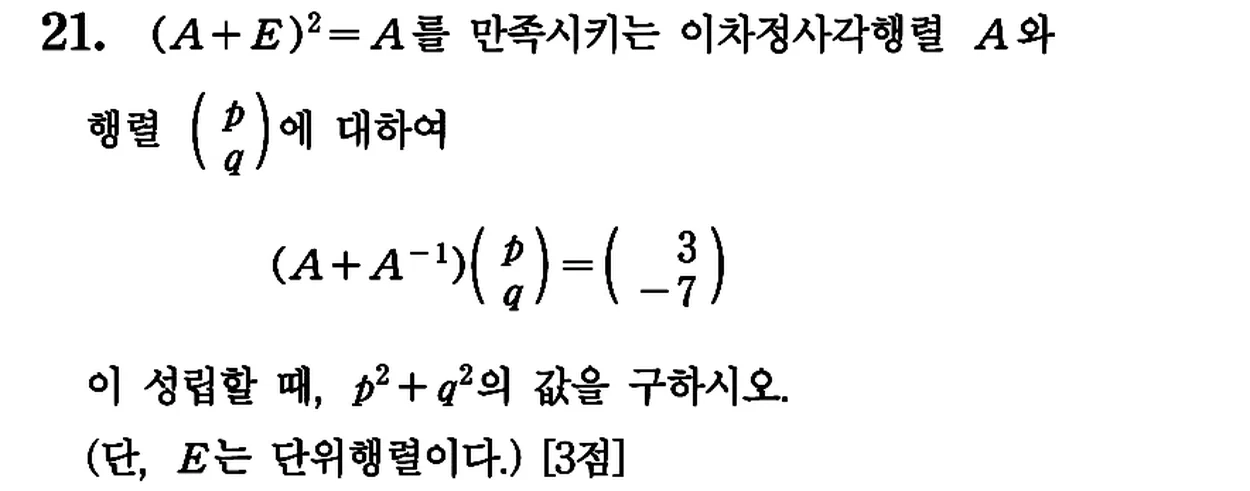 21. (A+E)²=A를 만족시키는 이차정사각행렬 A와
행렬 (p q)에 대하여
(A+A⁻¹)(p q)=(3 -7)
이 성립할 때, p²+q²의 값을 구하시오.
(단, E는 단위행렬이다.) [3점]